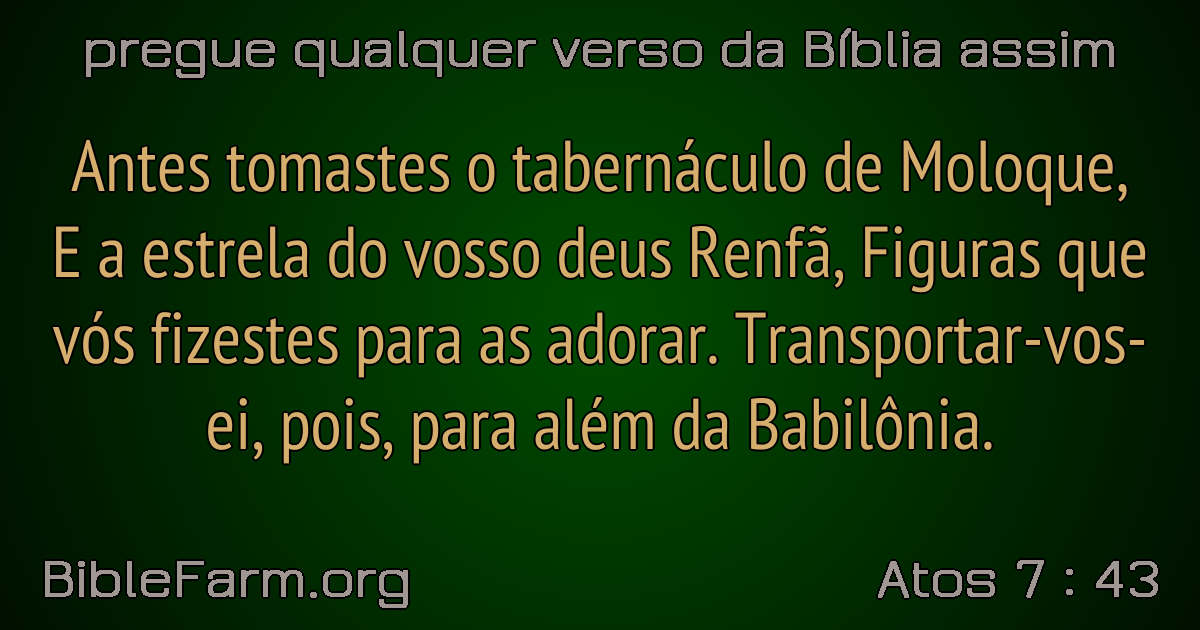 pregue qualquer verso da Bíblia assim
Antes tomastes o tabernáculo de Moloque,
E a estrela do vosso deus Renfã, Figuras que
vós fizestes para as adorar. Transportar-vos-
ei, pois, para além da Babilônia.
BibleFarm.org
Atos 7 : 43